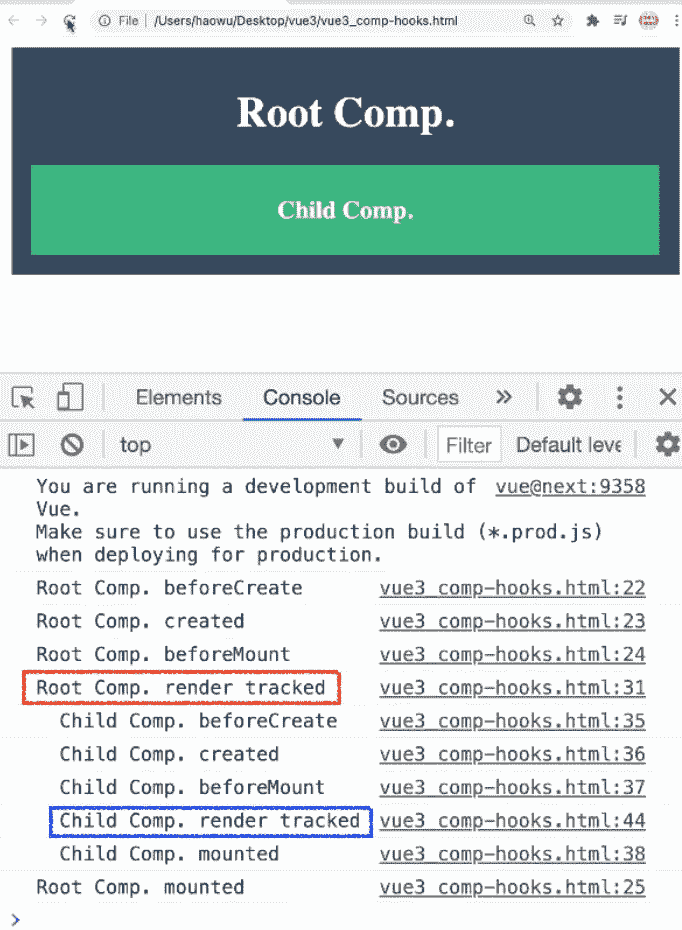 File /Users/haowu/Desktop/vue3/vue3_comp-hooks.html
Root Comp.
Child Comp.
Elements Console Sources »
top Filter Default leve
You are running a development build of vue@next:9358
Vue.
Make sure to use the production build (*.prod.js)
when deploying for production.
Root Comp. beforeCreate vue3_comp-hooks.html:22
Root Comp. created vue3_comp-hooks.html:23
Root Comp. beforeMount vue3_comp-hooks.html:24
Root Comp. render tracked vue3_comp-hooks.html:31
Child Comp. beforeCreate vue3_comp-hooks.html:35
Child Comp. created vue3_comp-hooks.html:36
Child Comp. beforeMount vue3_comp-hooks.html:37
Child Comp. render tracked vue3_comp-hooks.html:44
Child Comp. mounted vue3_comp-hooks.html:38
Root Comp. mounted vue3_comp-hooks.html:25